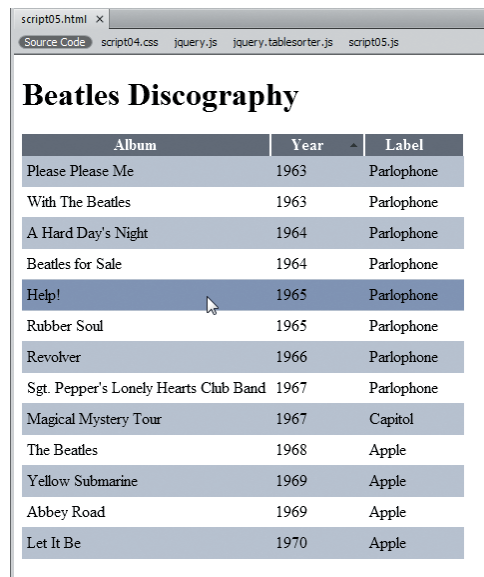 script05.html ×
Source Code script04.css jquery.js jquery.tablesorter.js script05.js
Beatles Discography
Album Year Label
Please Please Me 1963 Parlophone
With The Beatles 1963 Parlophone
A Hard Day's Night 1964 Parlophone
Beatles for Sale 1964 Parlophone
Help! 1965 Parlophone
Rubber Soul 1965 Parlophone
Revolver 1966 Parlophone
Sgt. Pepper's Lonely Hearts Club Band 1967 Parlophone
Magical Mystery Tour 1967 Capitol
The Beatles 1968 Apple
Yellow Submarine 1969 Apple
Abbey Road 1969 Apple
Let It Be 1970 Apple